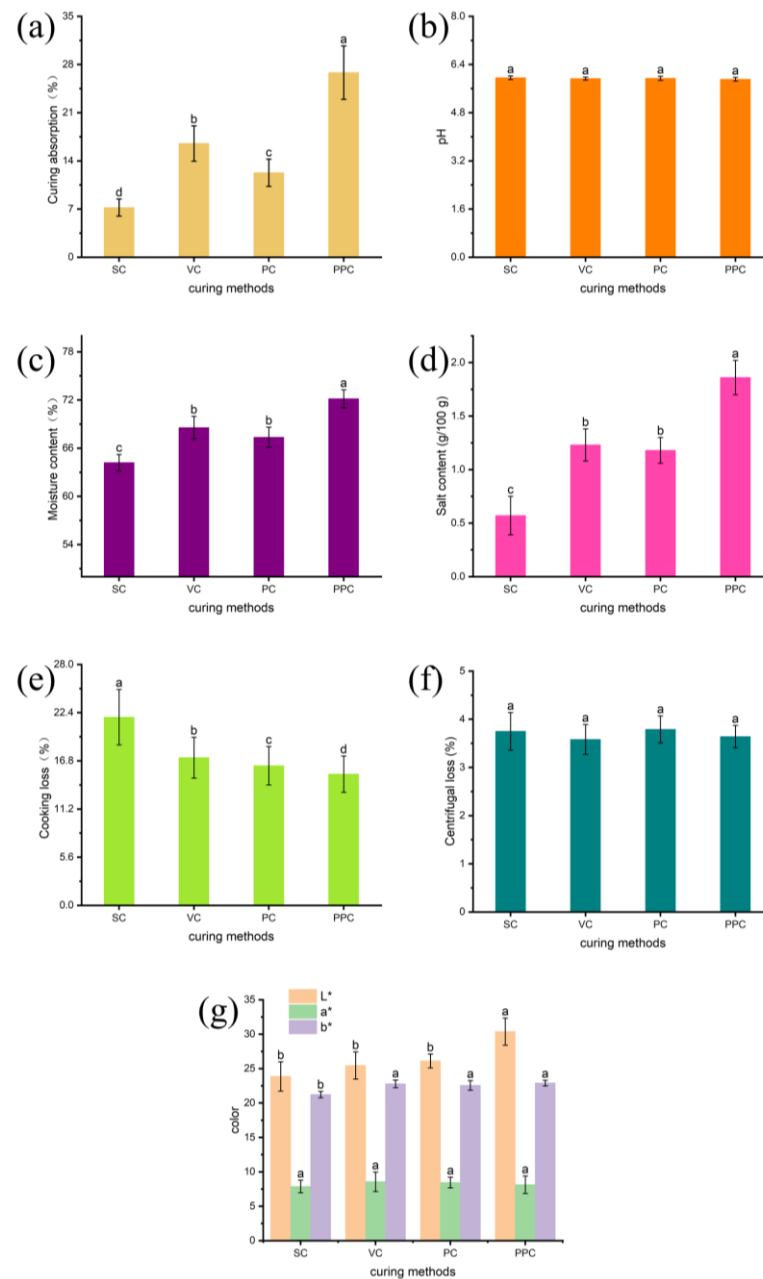 (a)
Curing absorption (%)
35
28
21
14
7
0
d
b
c
a
SC VC PC PPC
curing methods
(b)
pH
8.0
6.4
4.8
3.2
1.6
0.0
a
a
a
a
SC VC PC PPC
curing methods
(c)
Moisture content (%)
78
72
66
60
54
c
b
b
a
SC VC PC PPC
curing methods
(d)
Salt content (g/100 g)
2.0
1.5
1.0
0.5
0.0
c
b
b
a
SC VC PC PPC
curing methods
(e)
Cooking loss (%)
28.0
22.4
16.8
11.2
5.6
0.0
a
b
c
d
SC VC PC PPC
curing methods
(f)
Centrifugal loss (%)
5
4
3
2
1
0
a
a
a
a
SC VC PC PPC
curing methods
(g)
L*
a*
b*
color
35
30
25
20
15
10
5
0
b
a
b
b
a
a
b
a
a
a
a
a
SC VC PC PPC
curing methods